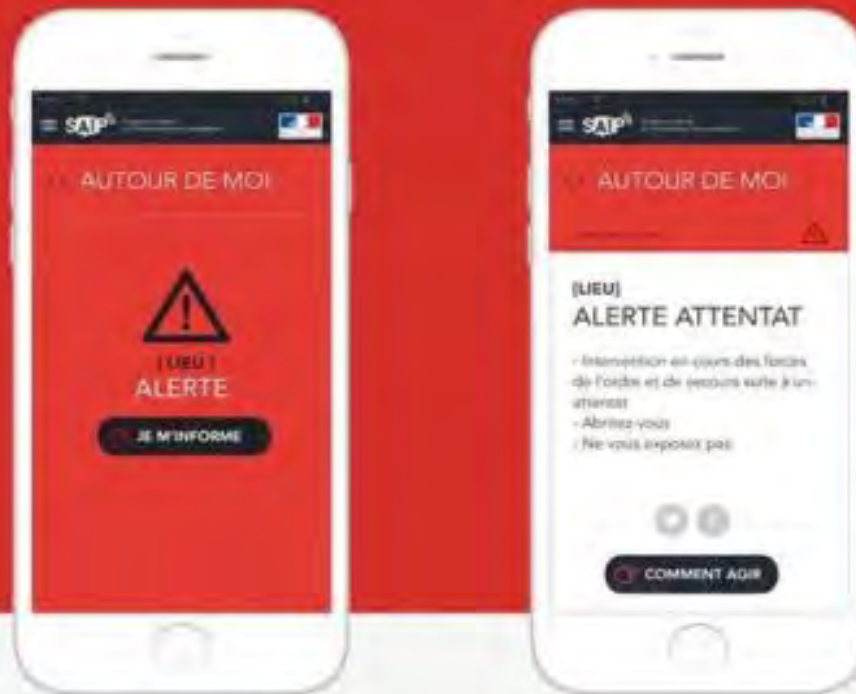 SAIP
AUTOUR DE MOI
[LIEU]
ALERTE
JE M'INFORME
SAIP
AUTOUR DE MOI
[LIEU]
ALERTE ATTENTAT
- Intervention en cours des forces
de l'ordre et de secours suite à un
attentat
- Abritez-vous
- Ne vous exposez pas
COMMENT AGIR